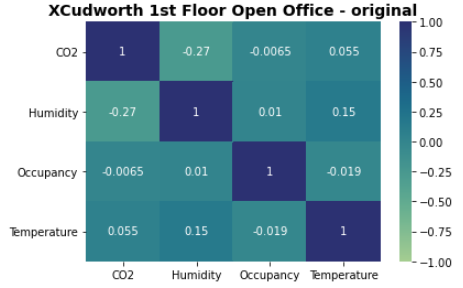 XCudworth 1st Floor Open Office - original
CO2 1 -0.27 -0.0065 0.055
Humidity -0.27 1 0.01 0.15
Occupancy -0.0065 0.01 1 -0.019
Temperature 0.055 0.15 -0.019 1
CO2 Humidity Occupancy Temperature
1.00
0.75
0.50
0.25
0.00
−0.25
−0.50
−0.75
−1.00